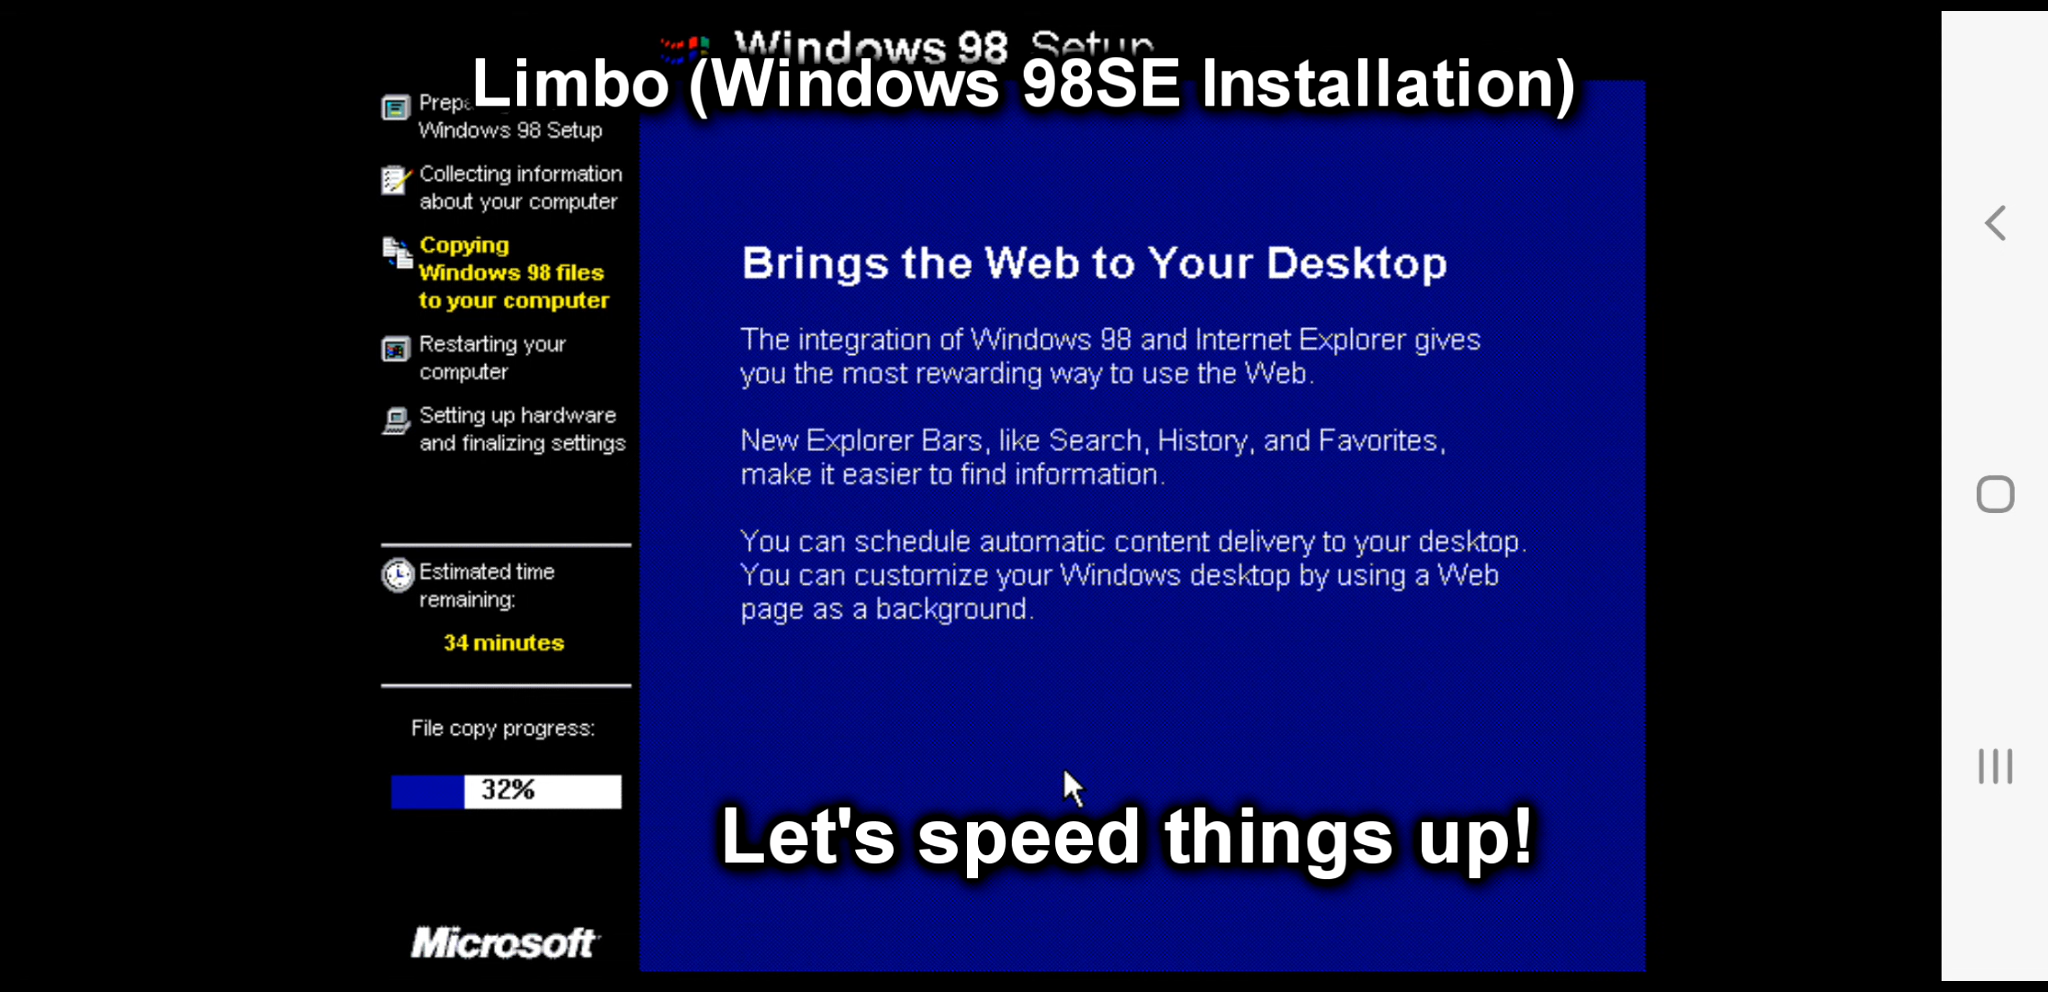 Windows 98 Setup
Limbo (Windows 98SE Installation)
Windows 98 Setup
Collecting information
about your computer
Copying
Windows 98 files
to your computer
Restarting your
computer
Setting up hardware
and finalizing settings
Estimated time
remaining:
34 minutes
File copy progress:
32%
Microsoft
Brings the Web to Your Desktop
The integration of Windows 98 and Internet Explorer gives
you the most rewarding way to use the Web.
New Explorer Bars, like Search, History, and Favorites,
make it easier to find information.
You can schedule automatic content delivery to your desktop.
You can customize your Windows desktop by using a Web
page as a background.
Let's speed things up!